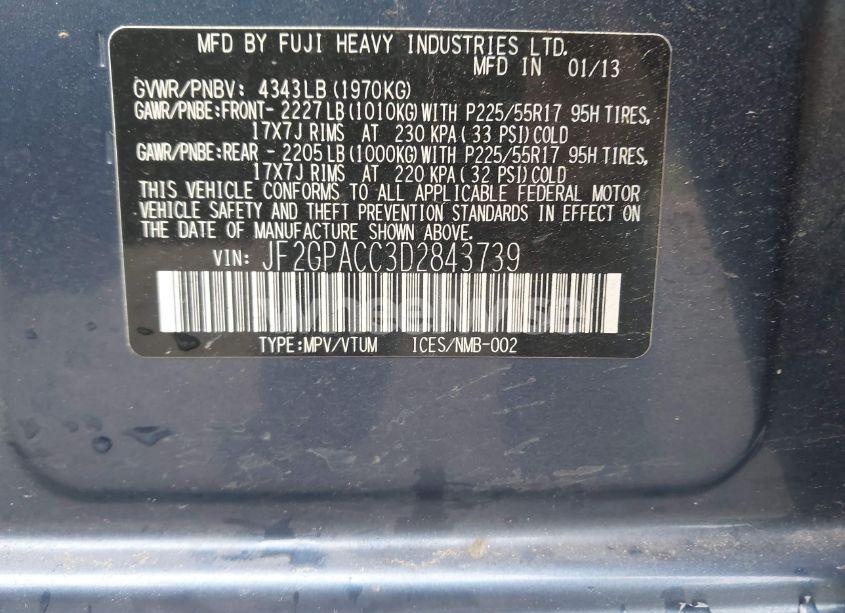 MFD BY FUJI HEAVY INDUSTRIES LTD.
MFD IN 01/13
GVWR/PNBV: 4343LB (1970KG)
GAWR/PNBE:FRONT- 2227 LB (1010KG) WITH P225/55R17 95H TIRES,
17X7J RIMS AT 230 KPA ( 33 PSI) COLD
GAWR/PNBE:REAR - 2205 LB (1000KG) WITH P225/55R17 95H TIRES,
17X7J RIMS AT 220 KPA ( 32 PSI) COLD
THIS VEHICLE CONFORMS TO ALL APPLICABLE FEDERAL MOTOR
VEHICLE SAFETY AND THEFT PREVENTION STANDARDS IN EFFECT ON
THE DATE OF MANUFACTURE SHOWN ABOVE.
VIN: JF2GPACC3D2843739
TYPE:MPV/VTUM ICES/NMB-002